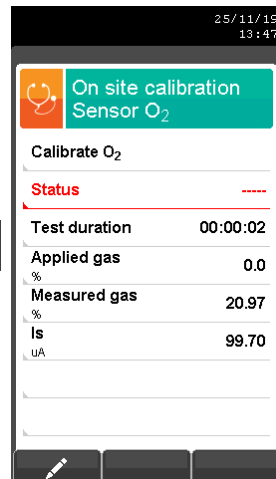 25/11/19
13:47
On site calibration
Sensor O₂
Calibrate O₂
Status -----
Test duration 00:00:02
Applied gas 0.0
%
Measured gas 20.97
%
Is 99.70
uA